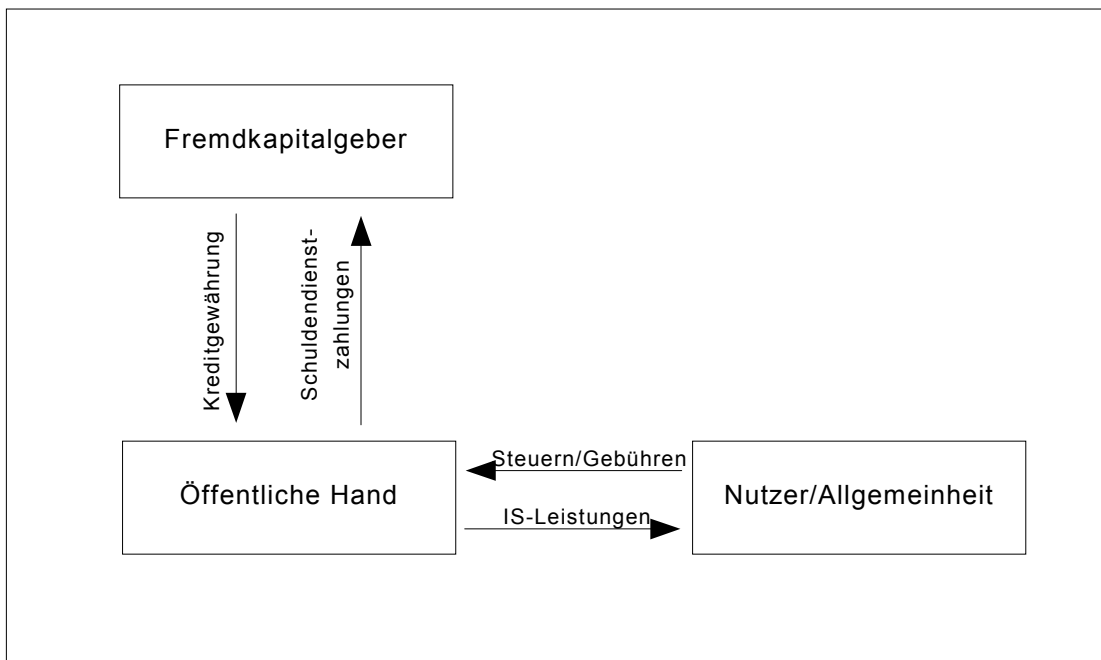 Fremdkapitalgeber
Kreditgewährung
Schuldendienst-
zahlungen
Steuern/Gebühren
Öffentliche Hand
Nutzer/Allgemeinheit
IS-Leistungen